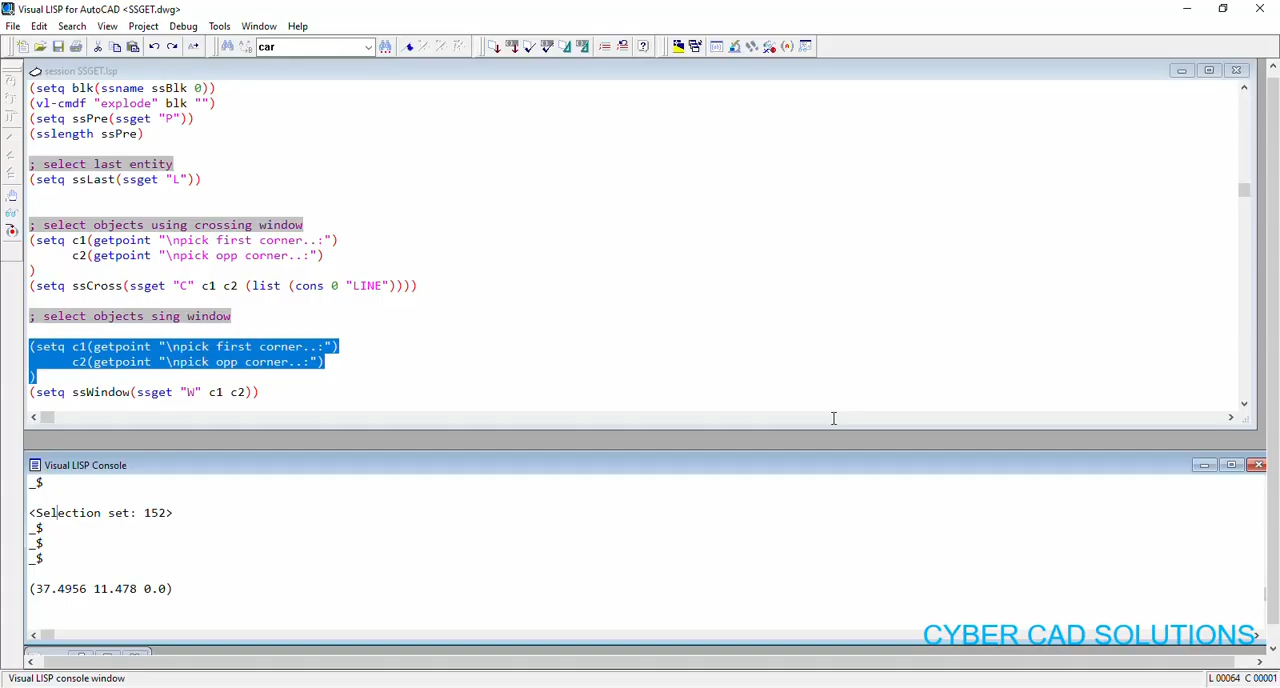 Visual LISP for AutoCAD <SSGET.dwg>
File Edit Search View Project Debug Tools Window Help
car
session SSGET.lsp
(setq blk(ssname ssBlk 0))
(vl-cmdf "explode" blk "")
(setq ssPre(ssget "P"))
(sslength ssPre)
; select last entity
(setq ssLast(ssget "L"))
; select objects using crossing window
(setq c1(getpoint "\npick first corner..:")
c2(getpoint "\npick opp corner..:")
)
(setq ssCross(ssget "C" c1 c2 (list (cons 0 "LINE"))))
; select objects sing window
(setq c1(getpoint "\npick first corner..:")
c2(getpoint "\npick opp corner..:")
)
(setq ssWindow(ssget "W" c1 c2))
Visual LISP Console
_$
<Selection set: 152>
_$
_$
_$
(37.4956 11.478 0.0)
CYBER CAD SOLUTIONS
Visual LISP console window
L 00064 C 00001